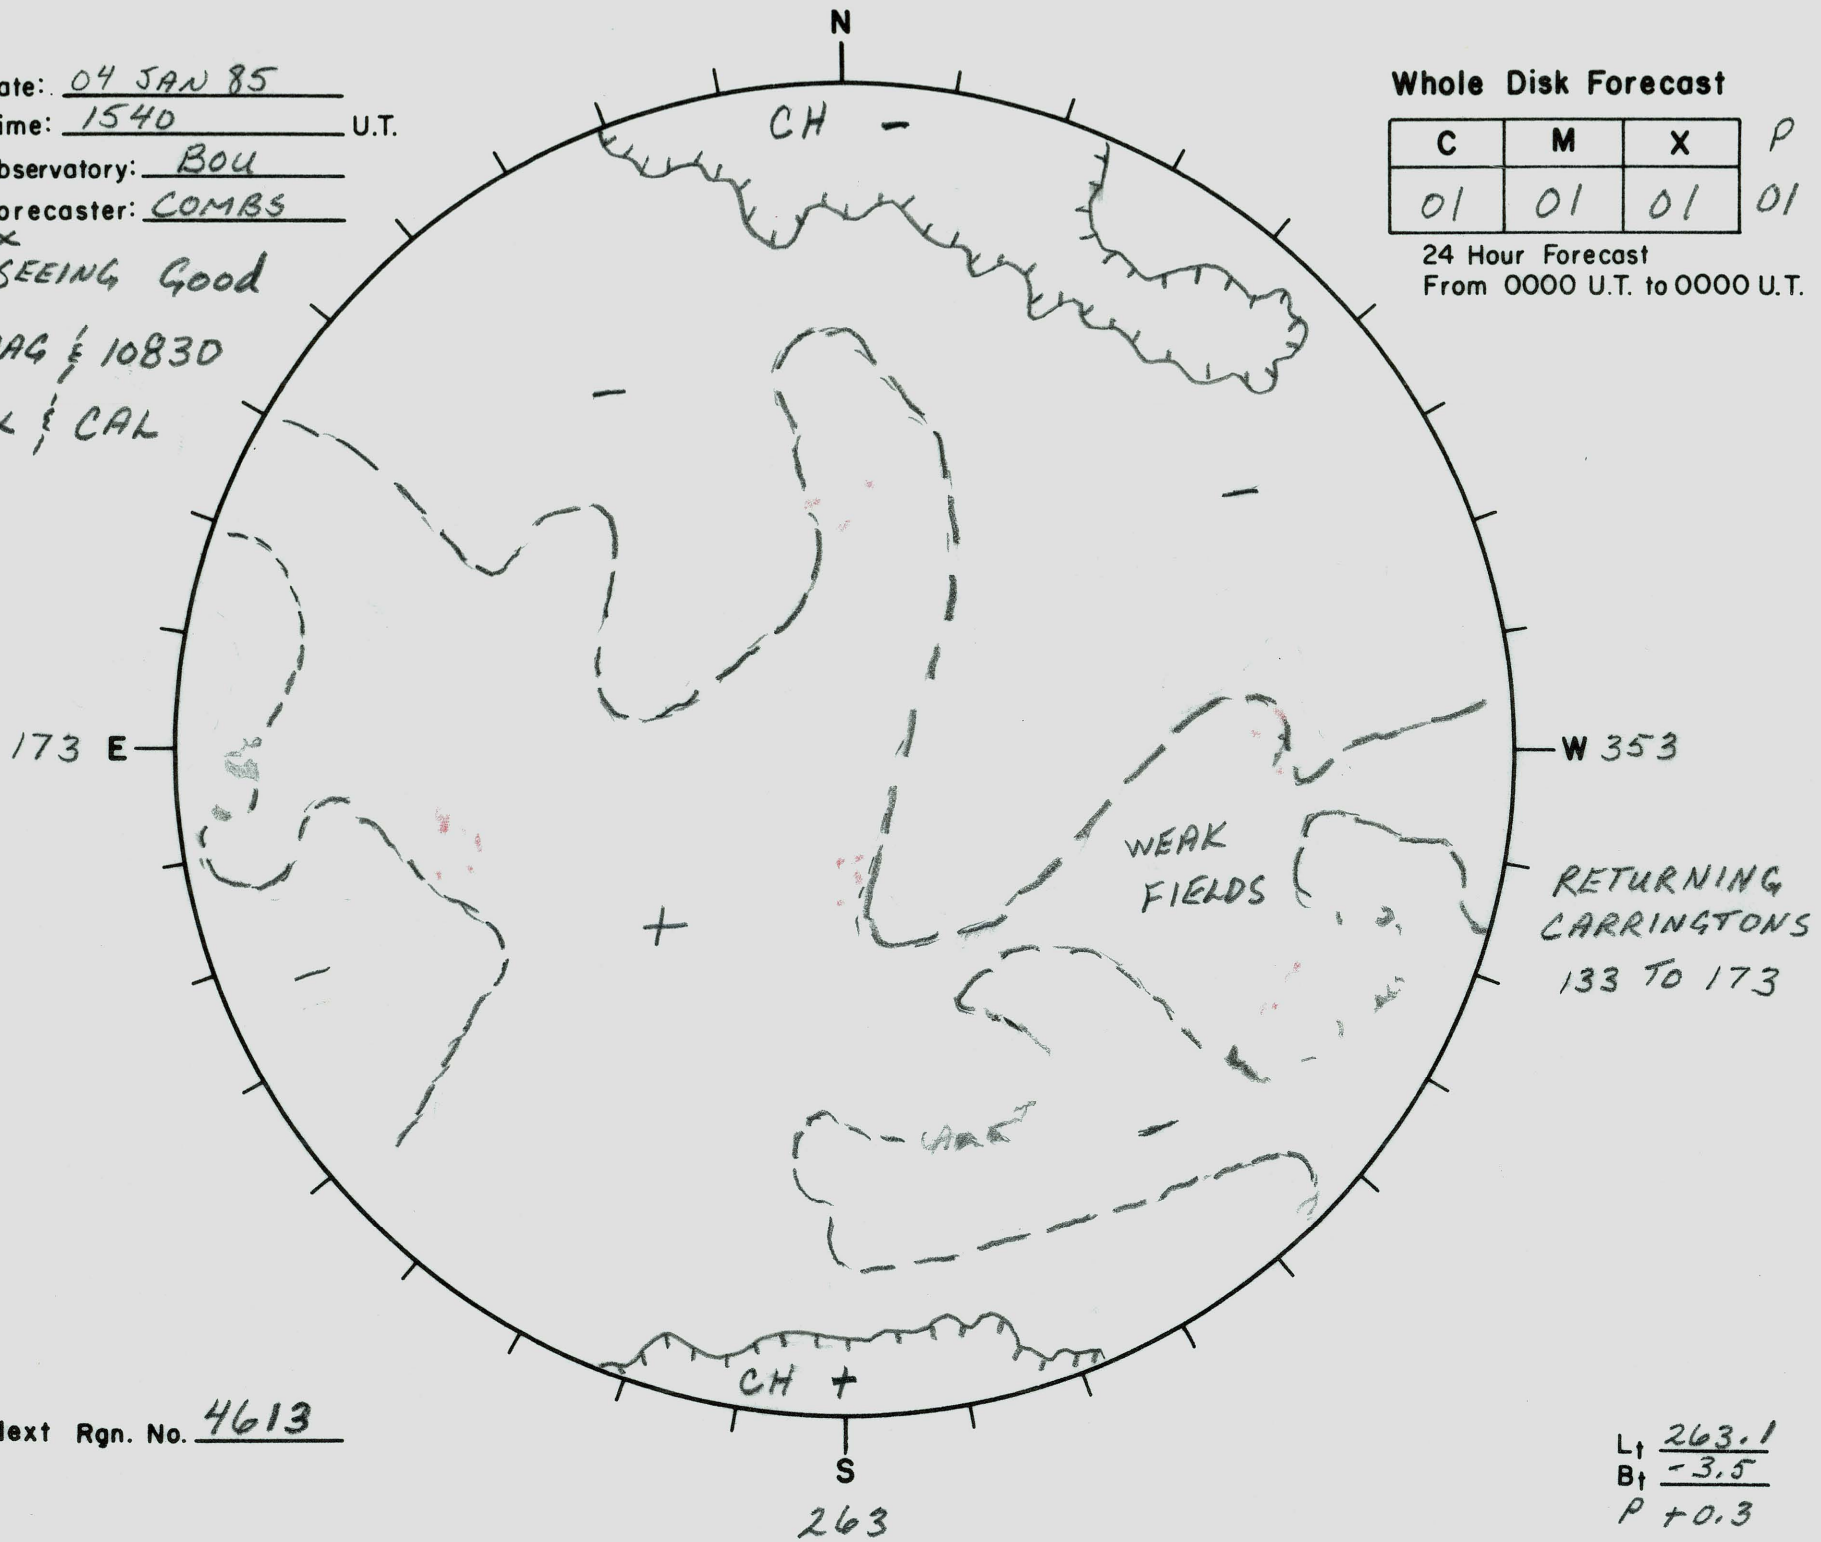 N
ate: 04 JAN 85
ime: 1540 U.T.
bservatory: BOU
orecaster: COMBS
SEEING Good
AG & 10830
& CAL
Whole Disk Forecast
C M X P
01 01 01 01
24 Hour Forecast
From 0000 U.T. to 0000 U.T.
CH -
-
-
173 E
W 353
WEAK
FIELDS
RETURNING
CARRINGTONS
133 TO 173
+
-
-
CH +
lext Rgn. No. 4613
S
263
Lt 263.1
Bt -3.5
P +0.3